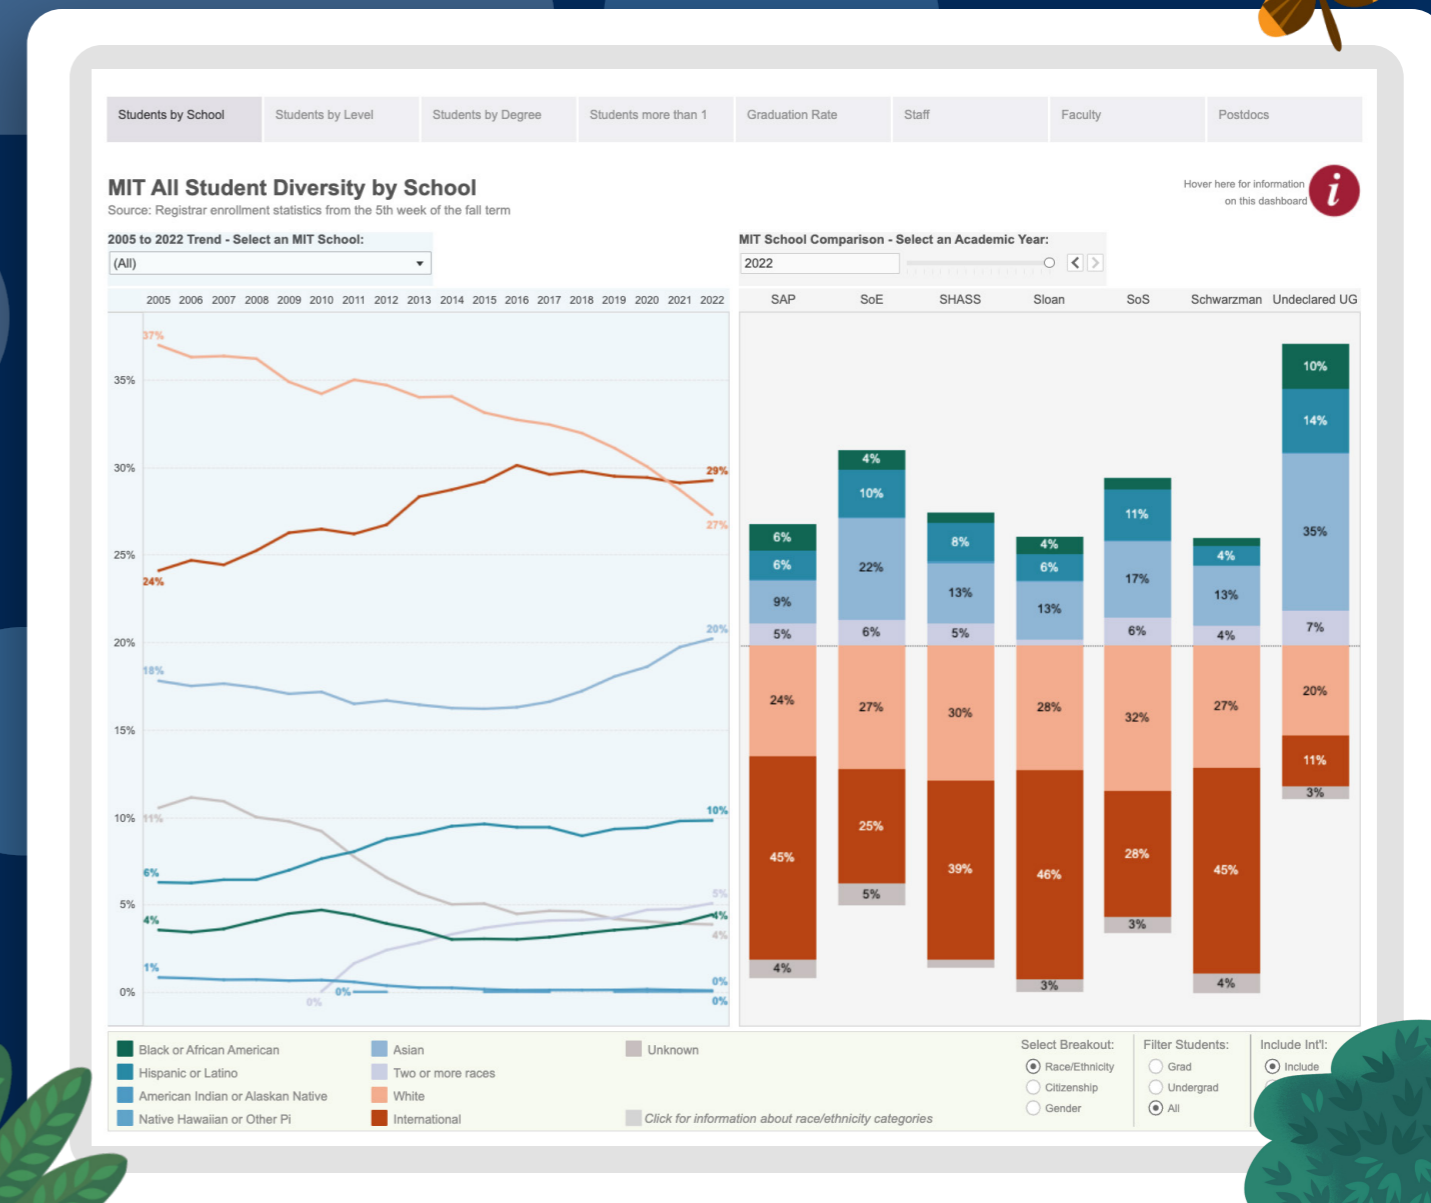 Students by School
Students by Level
Students by Degree
Students more than 1
Graduation Rate
Staff
Faculty
Postdocs
MIT All Student Diversity by School
Source: Registrar enrollment statistics from the 5th week of the fall term
Hover here for information
on this dashboard
i
2005 to 2022 Trend - Select an MIT School:
(All)
MIT School Comparison - Select an Academic Year:
2022
2005 2006 2007 2008 2009 2010 2011 2012 2013 2014 2015 2016 2017 2018 2019 2020 2021 2022
37%
35%
30%
29%
27%
25%
24%
20%
20%
18%
15%
10%
11%
10%
6%
5%
5%
4%
4%
4%
1%
0%
0%
0%
0%
0%
SAP SoE SHASS Sloan SoS Schwarzman Undeclared UG
6%
6%
9%
5%
24%
45%
4%
4%
10%
22%
6%
27%
25%
5%
8%
13%
5%
30%
39%
4%
6%
13%
28%
46%
3%
11%
17%
6%
32%
28%
3%
4%
13%
4%
27%
45%
4%
10%
14%
35%
7%
20%
11%
3%
Black or African American
Hispanic or Latino
American Indian or Alaskan Native
Native Hawaiian or Other Pi
Asian
Two or more races
White
International
Unknown
Click for information about race/ethnicity categories
Select Breakout:
Race/Ethnicity
Citizenship
Gender
Filter Students:
Grad
Undergrad
All
Include Int'l:
Include